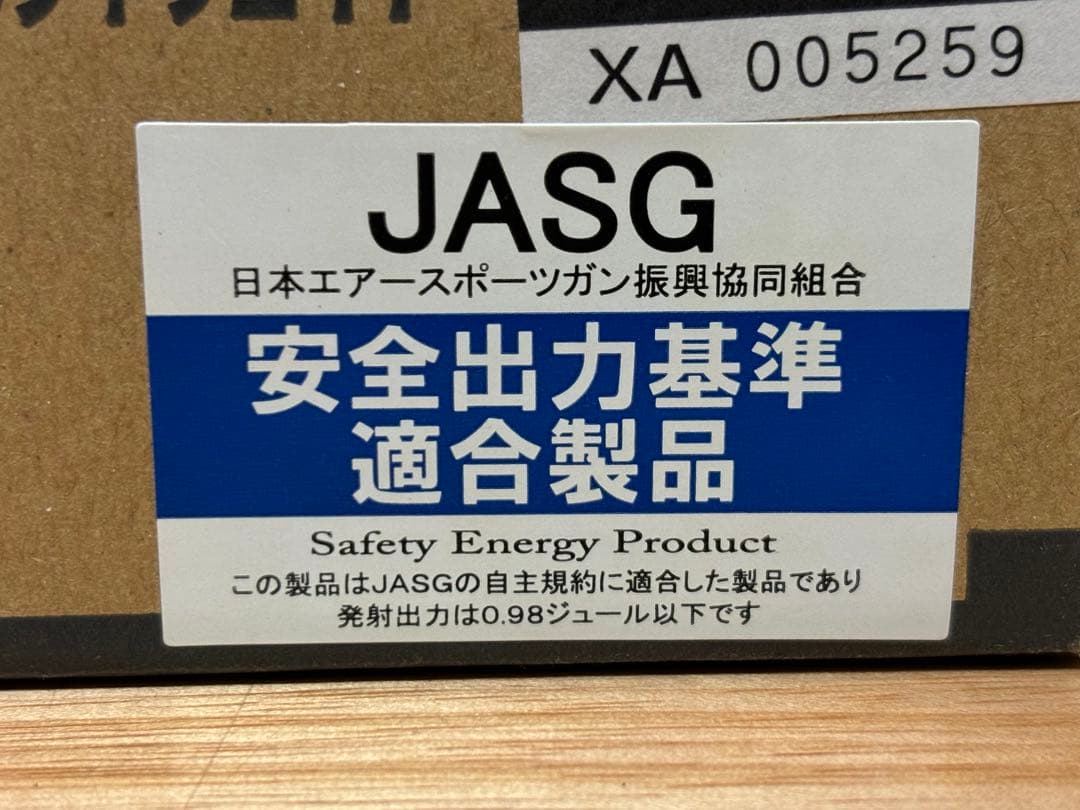 XA 005259
JASG
日本エアースポーツガン振興協同組合
安全出力基準
適合製品
Safety Energy Product
この製品はJASGの自主規約に適合した製品であり
発射出力は0.98ジュール以下です